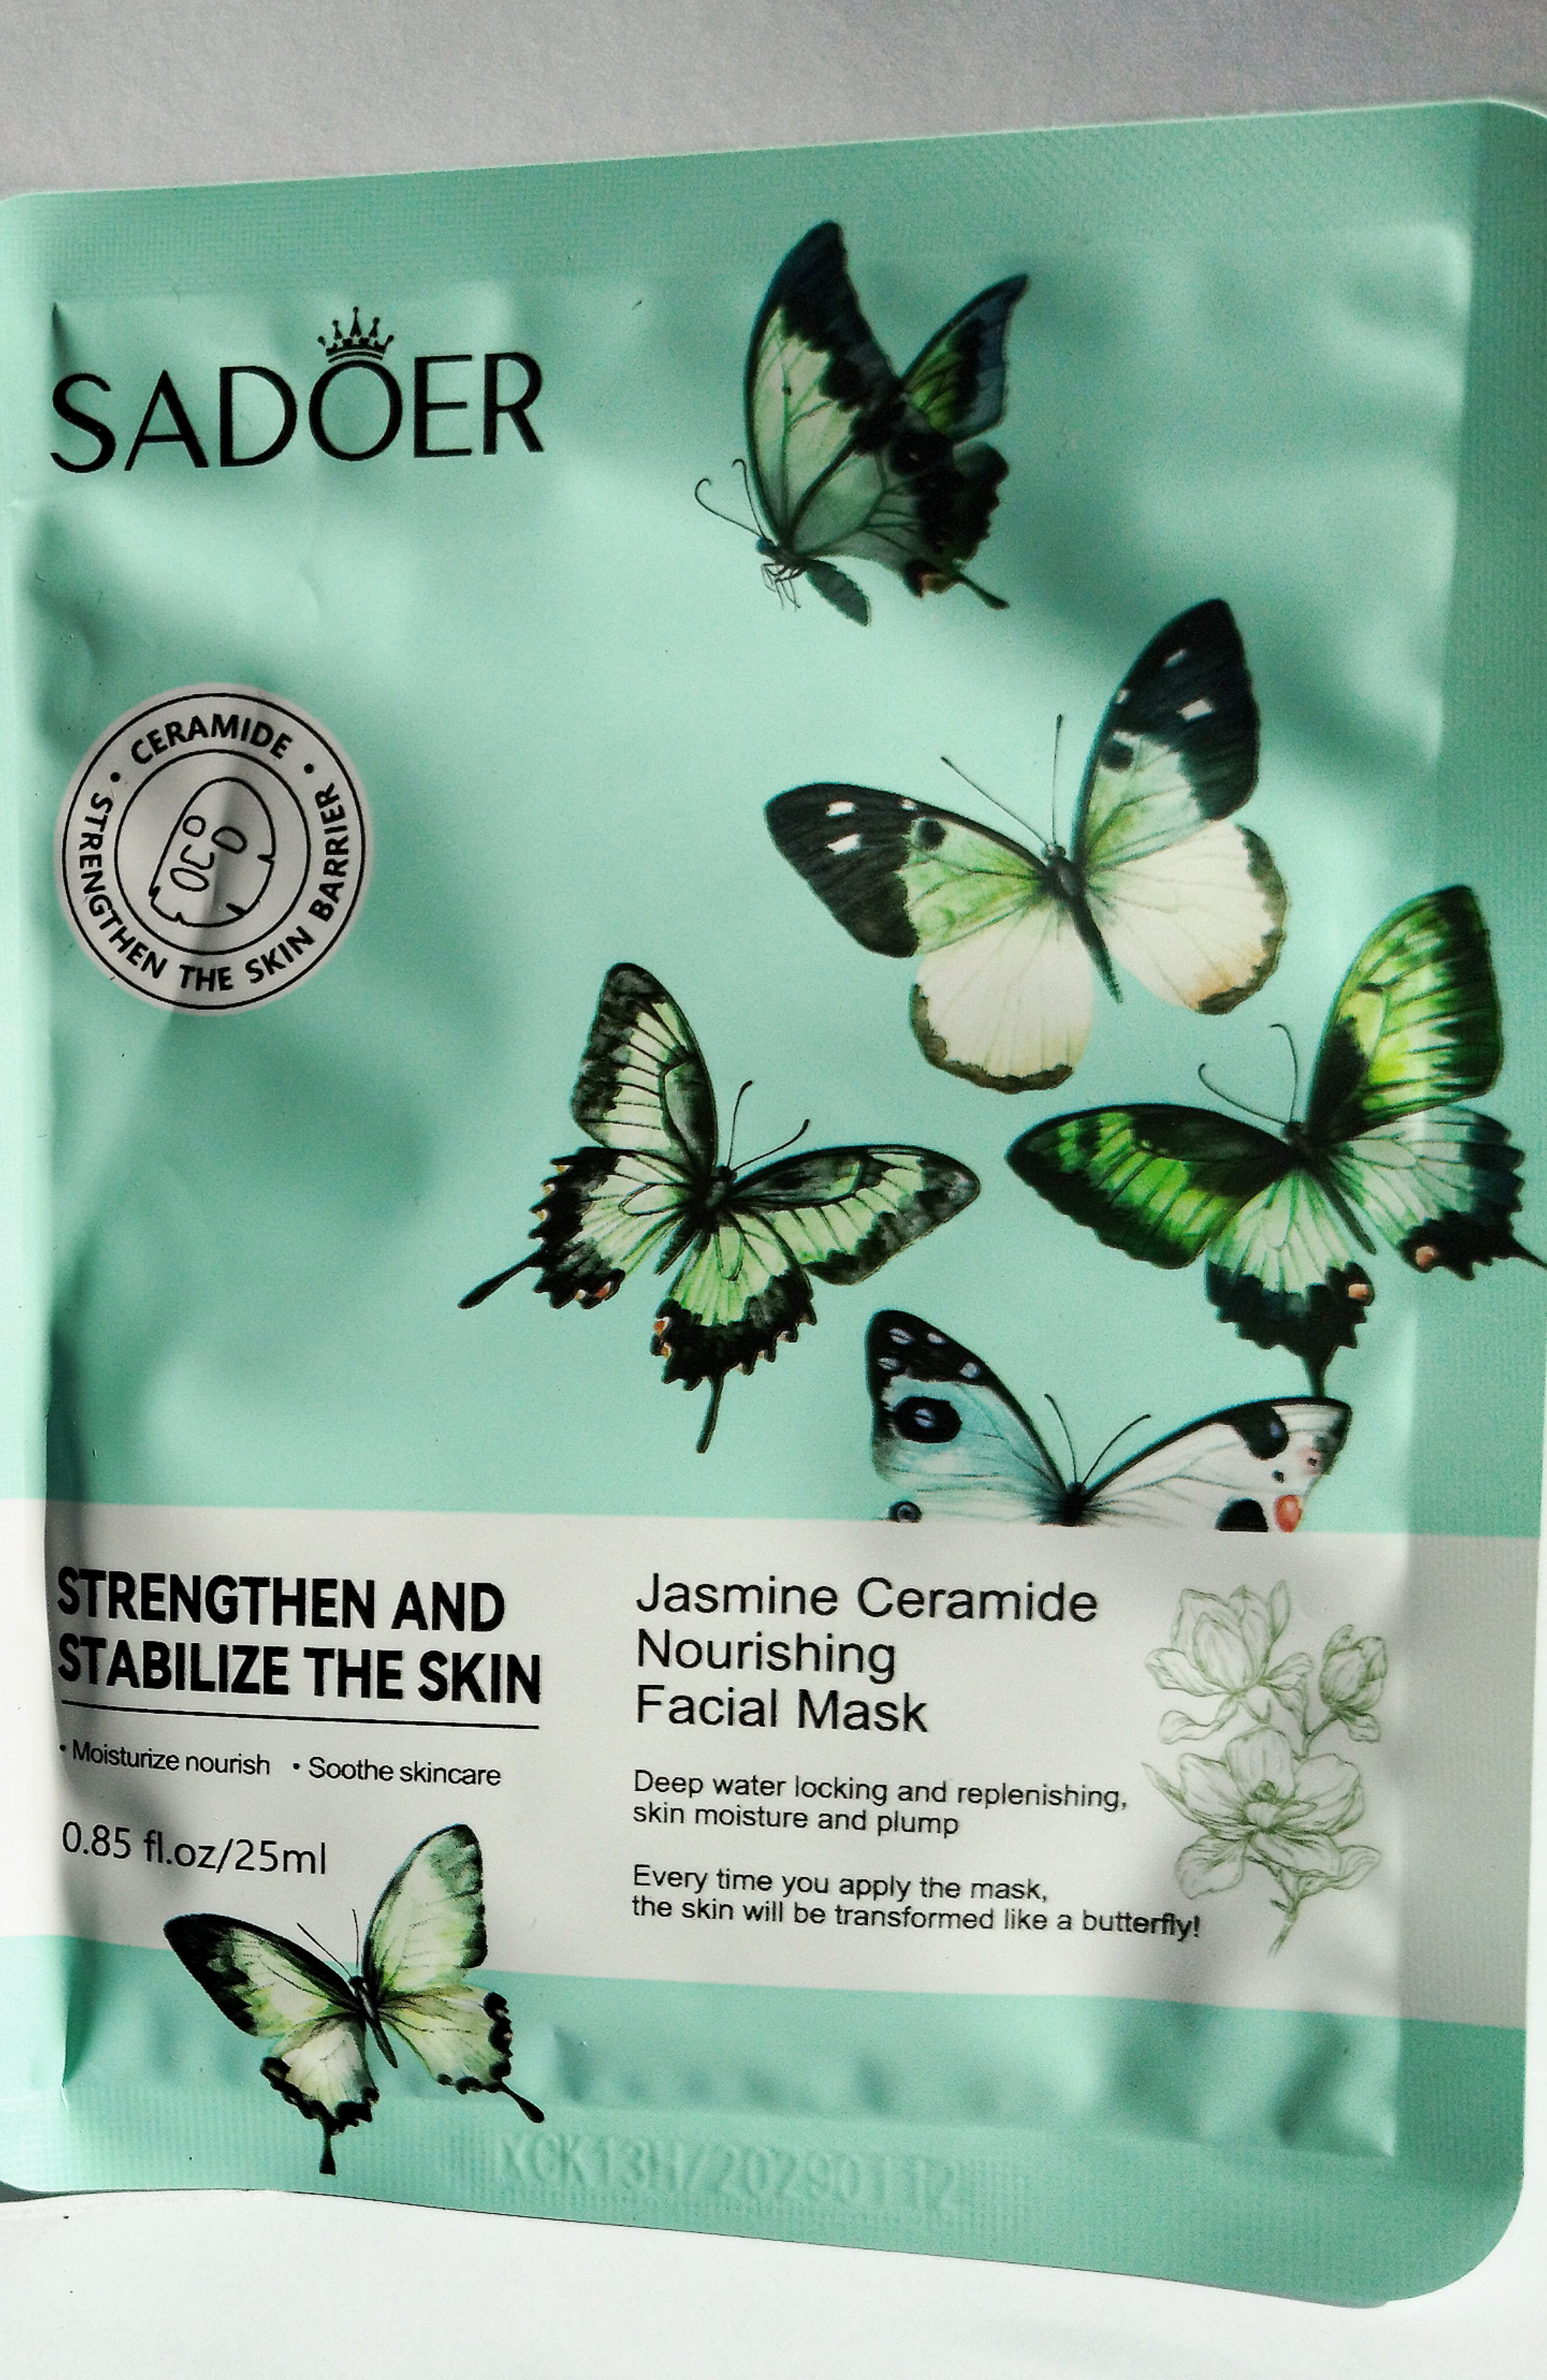 SADOER
CERAMIDE
STRENGTHEN THE SKIN BARRIER
STRENGTHEN AND
STABILIZE THE SKIN
• Moisturize nourish • Soothe skincare
0.85 fl.oz/25ml
Jasmine Ceramide
Nourishing
Facial Mask
Deep water locking and replenishing,
skin moisture and plump
Every time you apply the mask,
the skin will be transformed like a butterfly!